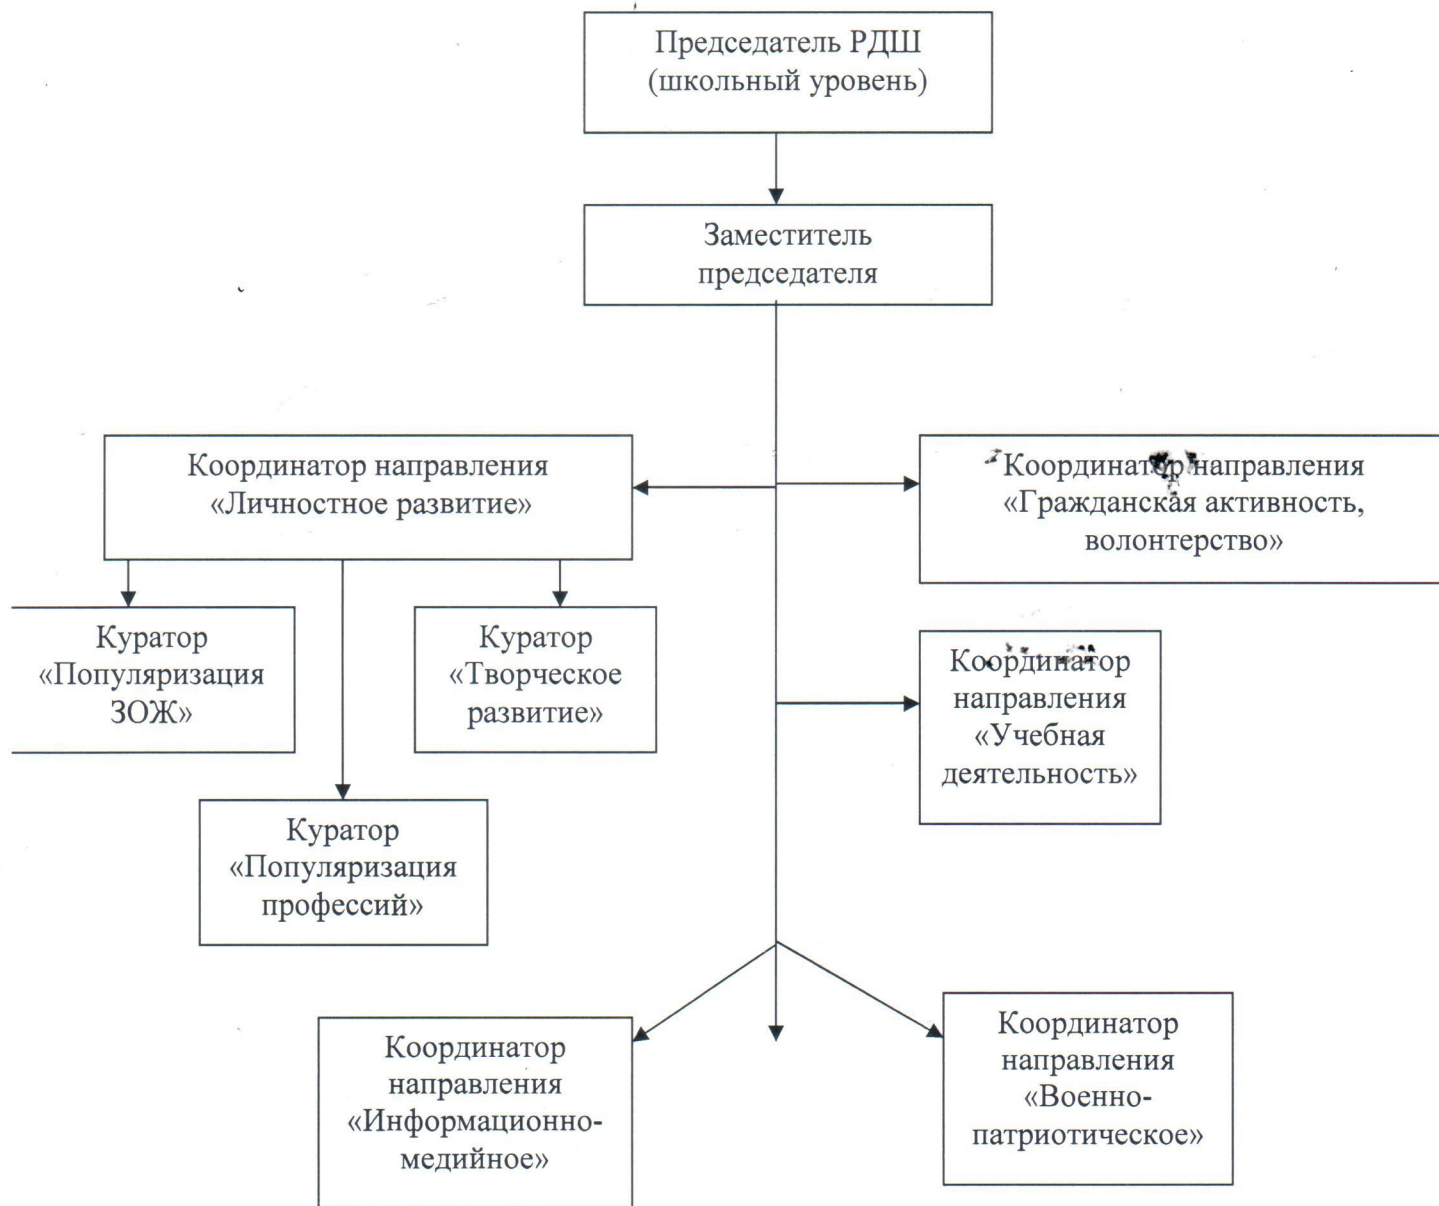 Председатель РДШ
(школьный уровень)
Заместитель
председателя
Координатор направления
«Личностное развитие»
Координатор направления
«Гражданская активность,
волонтерство»
Куратор
«Популяризация
ЗОЖ»
Куратор
«Творческое
развитие»
Координатор
направления
«Учебная
деятельность»
Куратор
«Популяризация
профессий»
Координатор
направления
«Информационно-
медийное»
Координатор
направления
«Военно-
патриотическое»